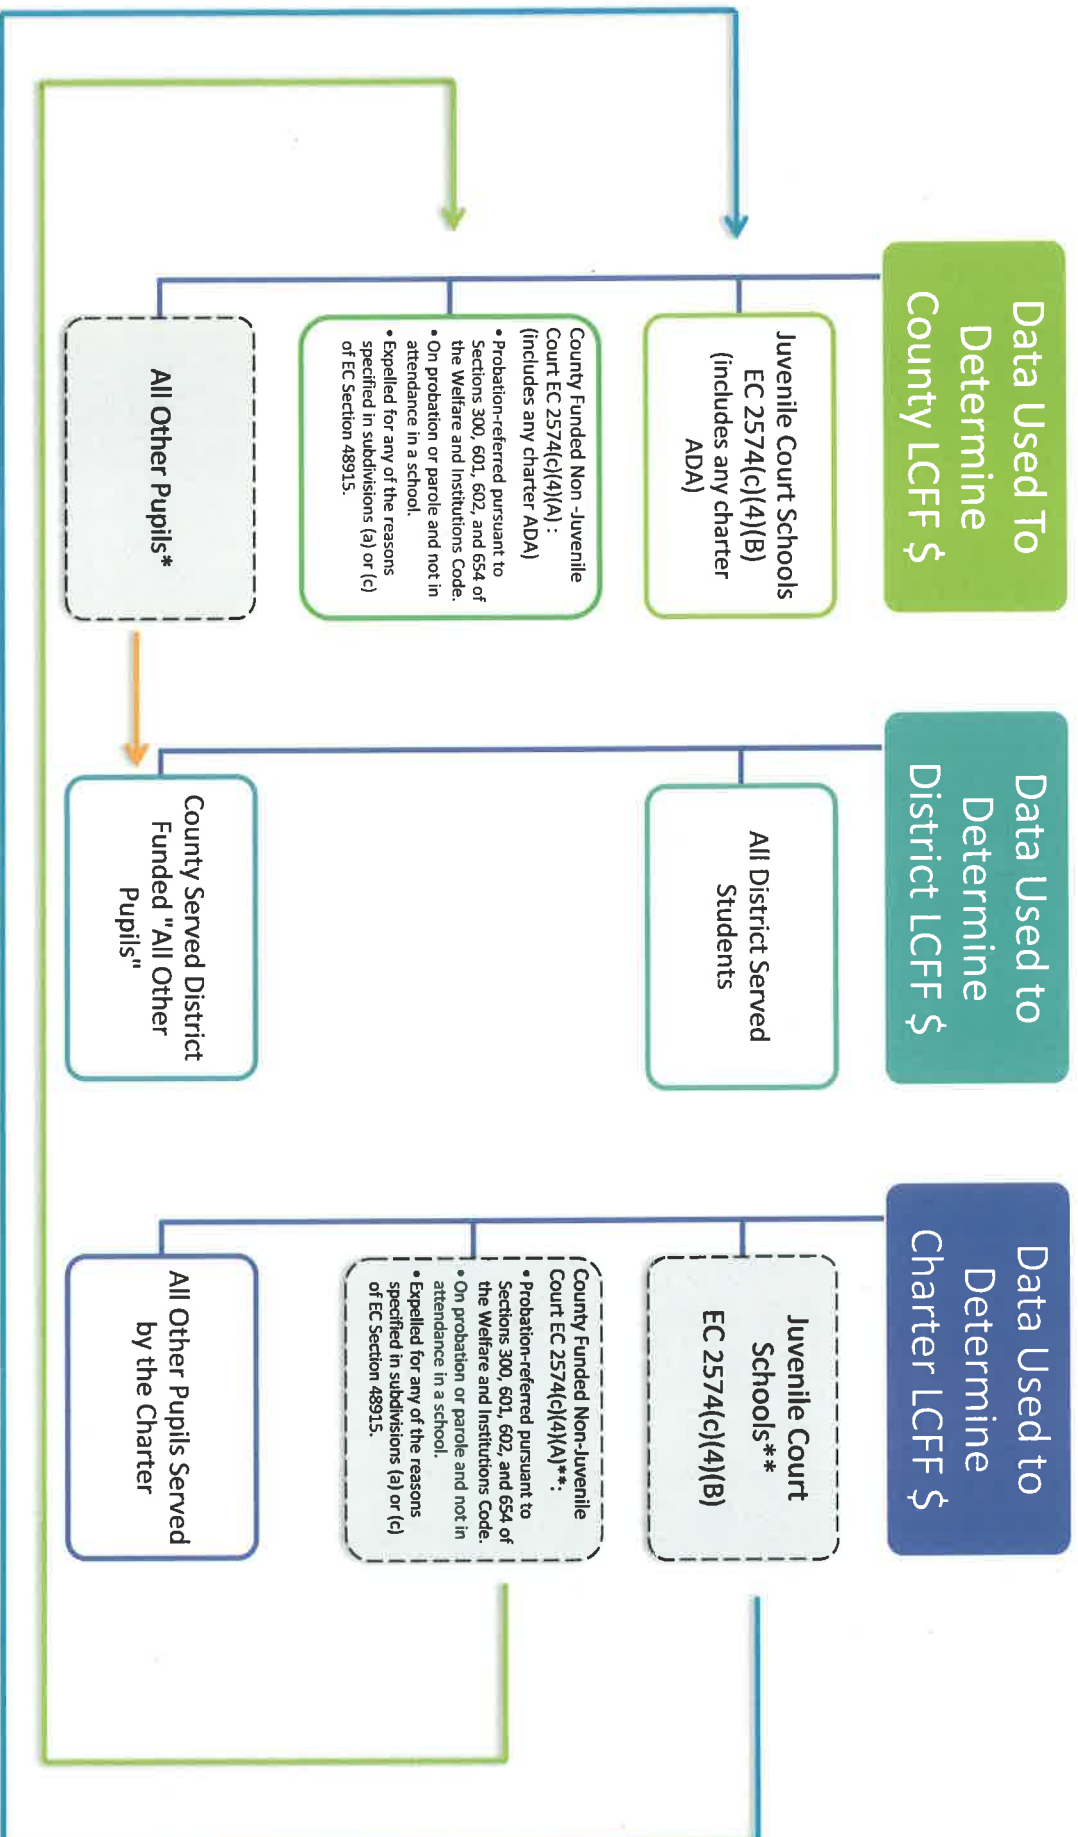 Data Used To
Determine
County LCFF $
Juvenile Court Schools
EC 2574(c)(4)(B)
(includes any charter
ADA)
County Funded Non -Juvenile
Court EC 2574(c)(4)(A) :
(includes any charter ADA)
• Probation-referred pursuant to
Sections 300, 601, 602, and 654 of
the Welfare and Institutions Code.
• On probation or parole and not in
attendance in a school.
• Expelled for any of the reasons
specified in subdivisions (a) or (c)
of EC Section 48915.
All Other Pupils*
Data Used to
Determine
District LCFF $
All District Served
Students
County Served District
Funded "All Other
Pupils"
Data Used to
Determine
Charter LCFF $
Juvenile Court
Schools**
EC 2574(c)(4)(B)
County Funded Non-Juvenile
Court EC 2574(c)(4)(A)**:
• Probation-referred pursuant to
Sections 300, 601, 602, and 654 of
the Welfare and Institutions Code.
• On probation or parole and not in
attendance in a school.
• Expelled for any of the reasons
specified in subdivisions (a) or (c)
of EC Section 48915.
All Other Pupils Served
by the Charter